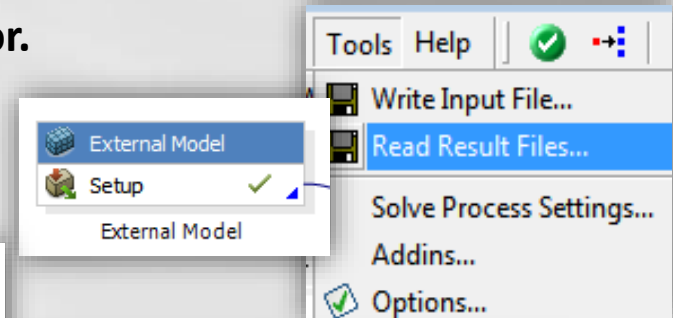 or.
Tools Help
Write Input File...
Read Result Files...
External Model
Setup
External Model
Solve Process Settings...
Addins...
Options...